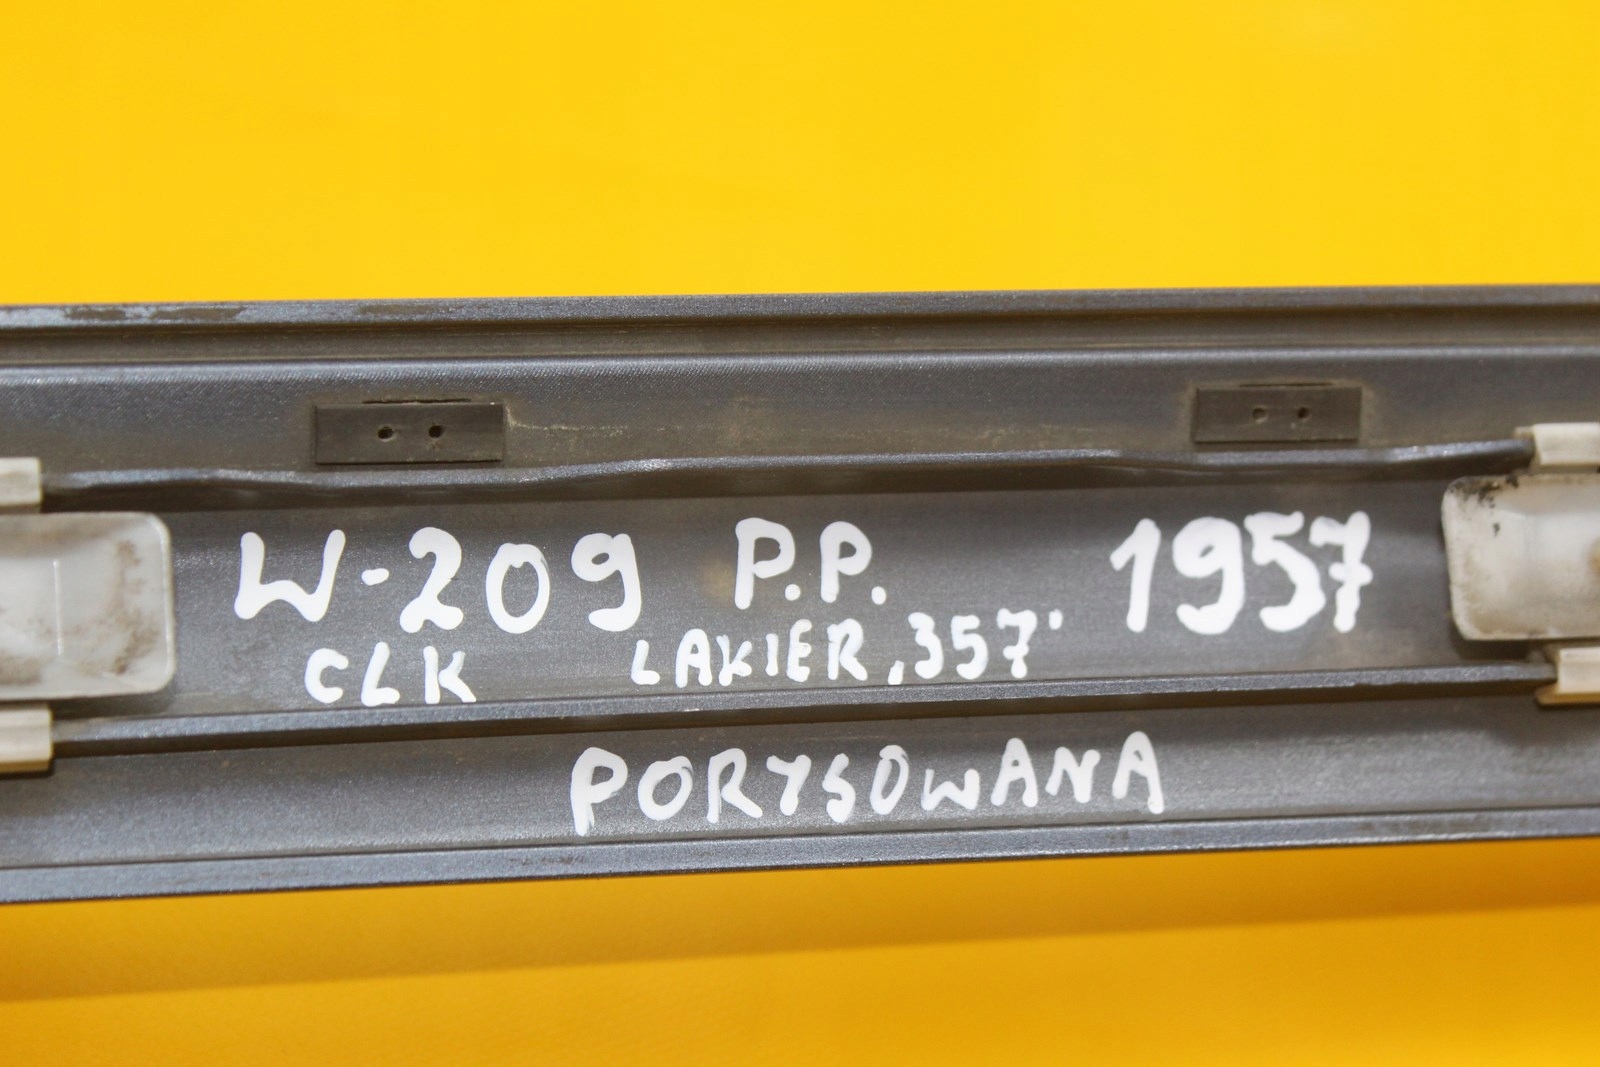 W-209 P.P. 1957
CLK LAKIER ,357'
PORYSOWANA